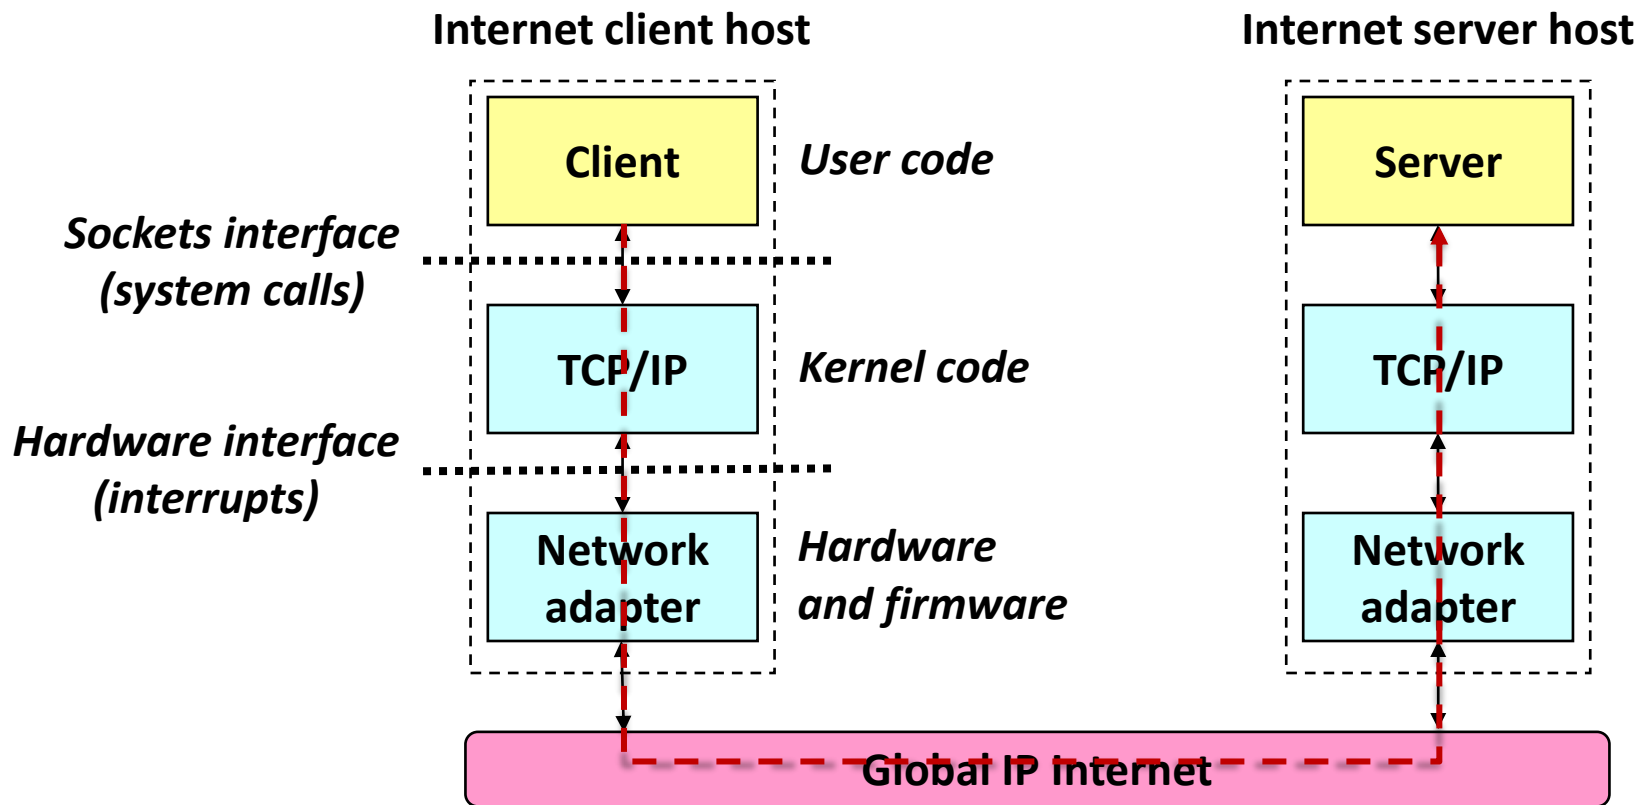 Internet client host
Internet server host
Client
User code
Server
Sockets interface
(system calls)
TCP/IP
Kernel code
TCP/IP
Hardware interface
(interrupts)
Network
adapter
Hardware
and firmware
Network
adapter
Global IP Internet